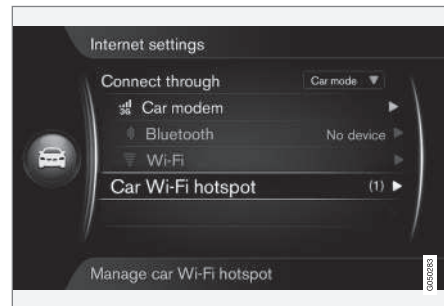 Internet settings
Connect through Car mode
3G Car modem
Bluetooth No device
Wi-Fi
Car Wi-Fi hotspot (1)
Manage car Wi-Fi hotspot
G050283